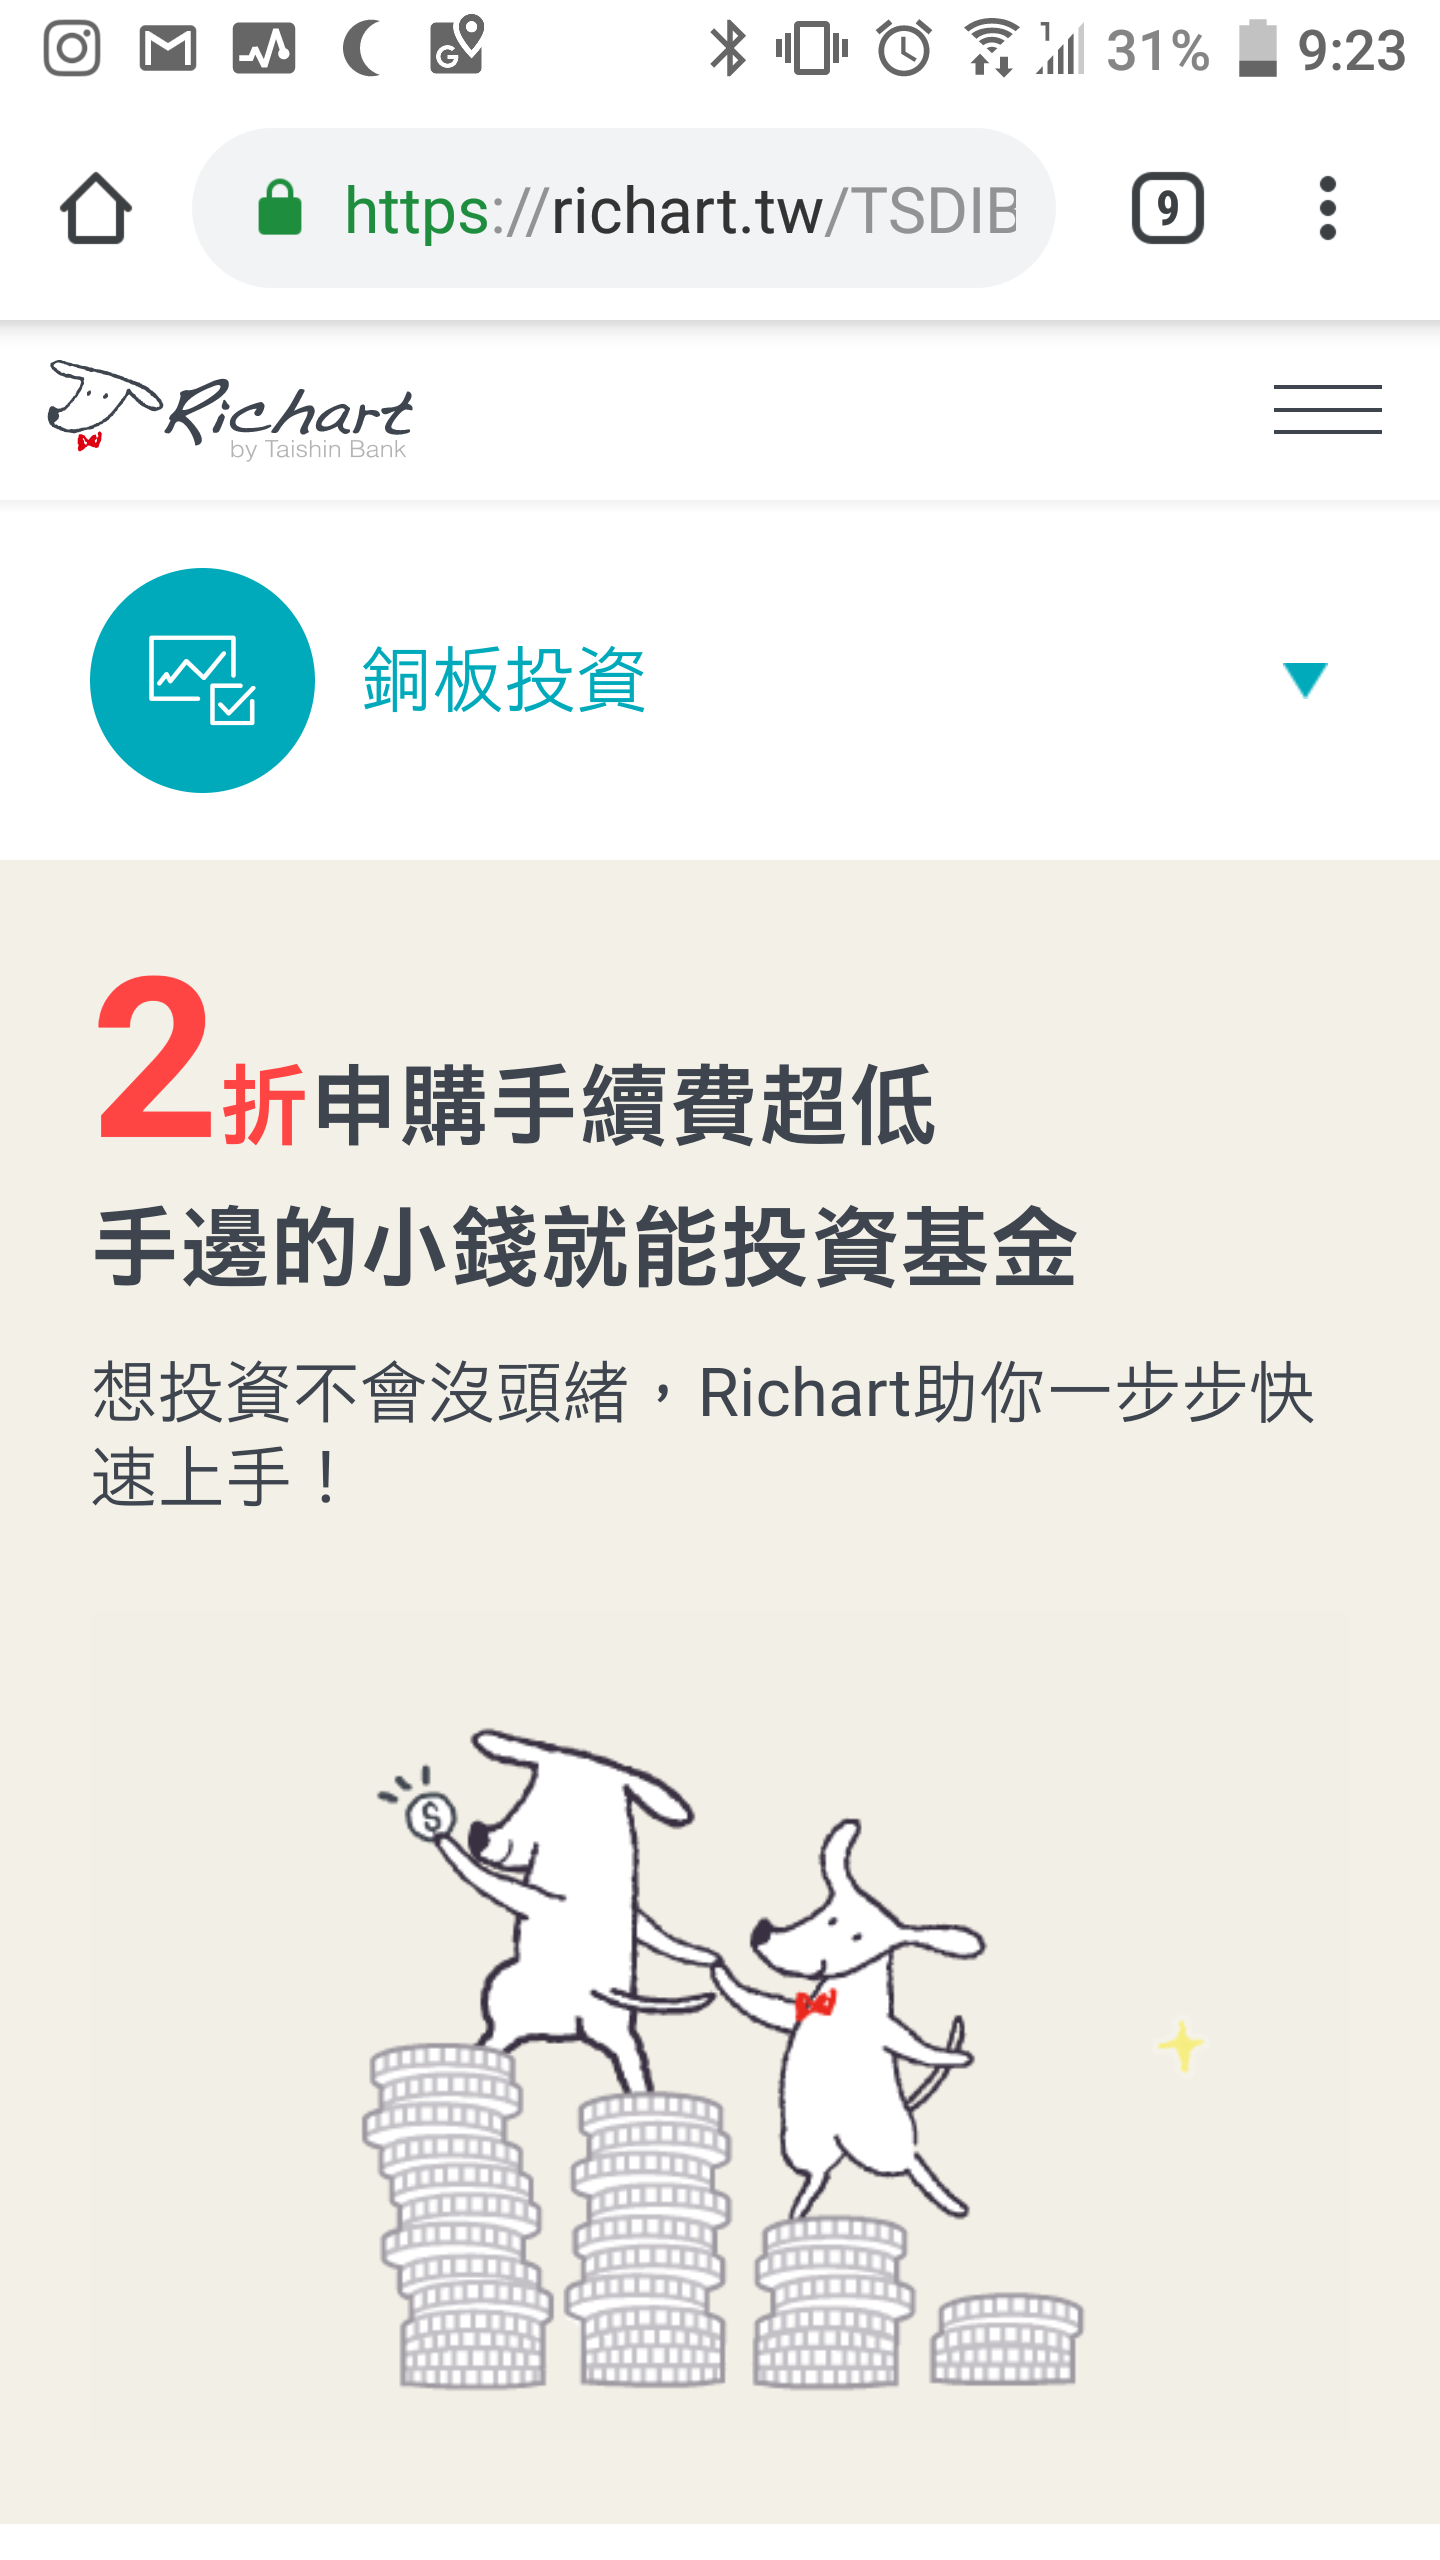 1
31%
9:23
https://richart.tw/TSDIB
9
Richart
by Taishin Bank
銅板投資
2折申購手續費超低
手邊的小錢就能投資基金
想投資不會沒頭緒，Richart助你一步步快
速上手！